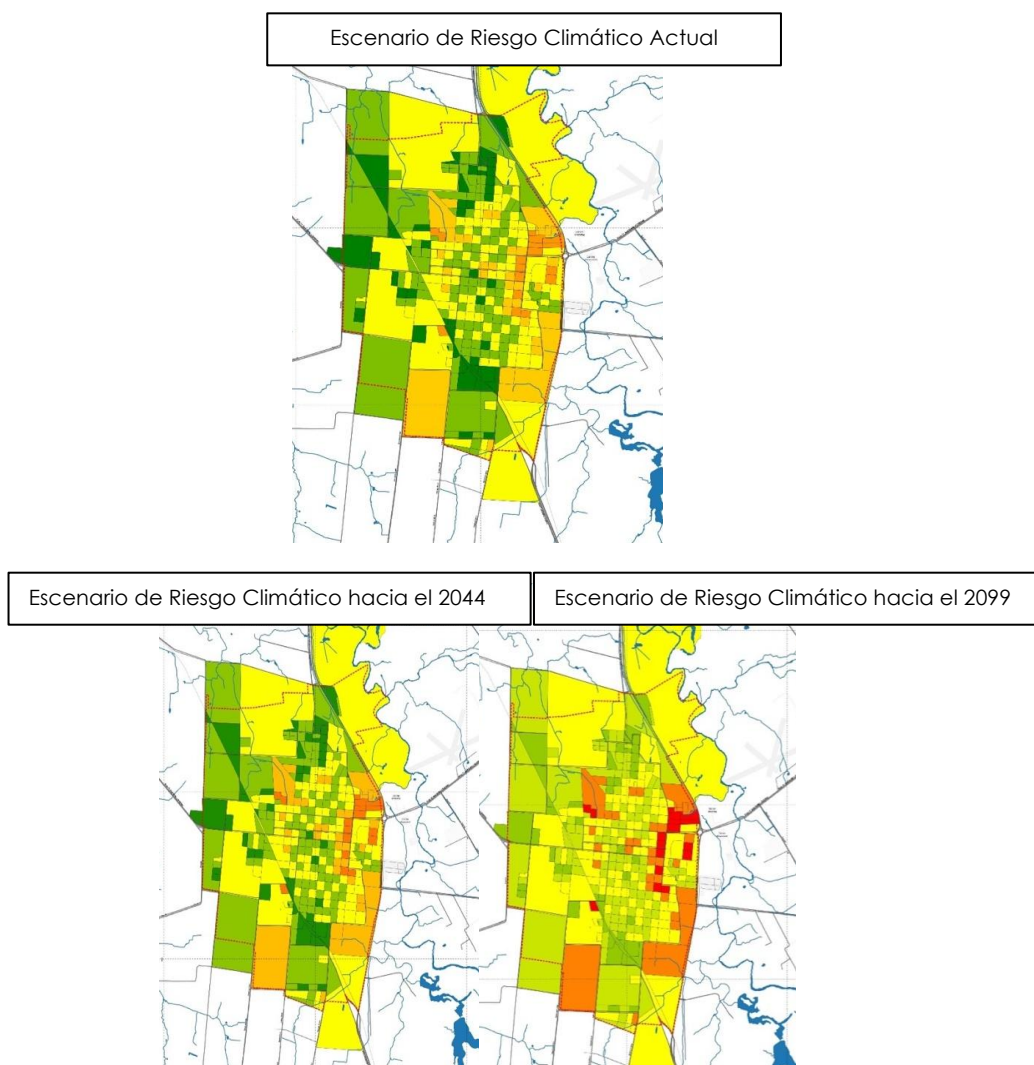 Escenario de Riesgo Climático Actual
Escenario de Riesgo Climático hacia el 2044
Escenario de Riesgo Climático hacia el 2099